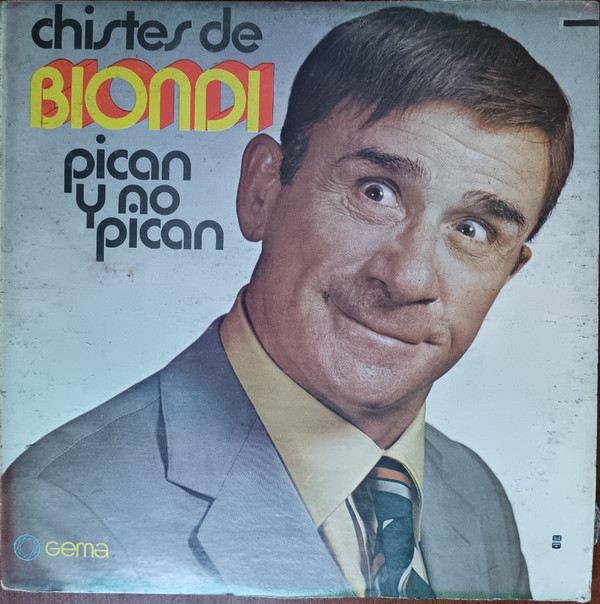 chistes de
BIONDI
pican
y no
pican
Gema